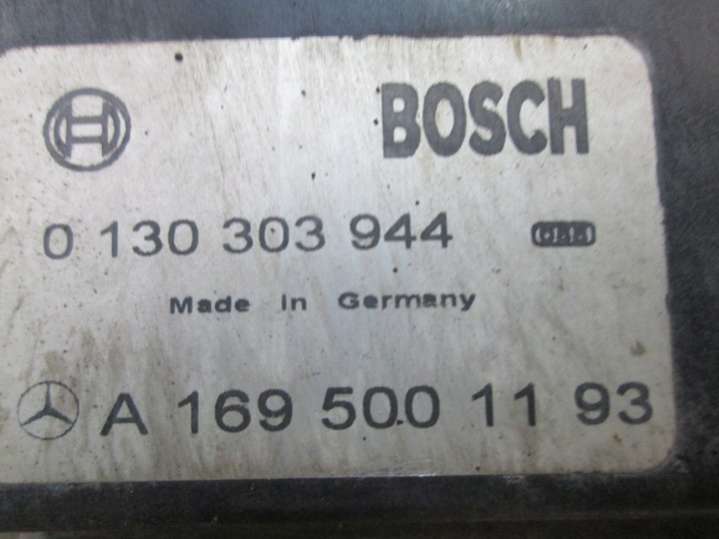 BOSCH
0 130 303 944
Made in Germany
A 169 500 11 93